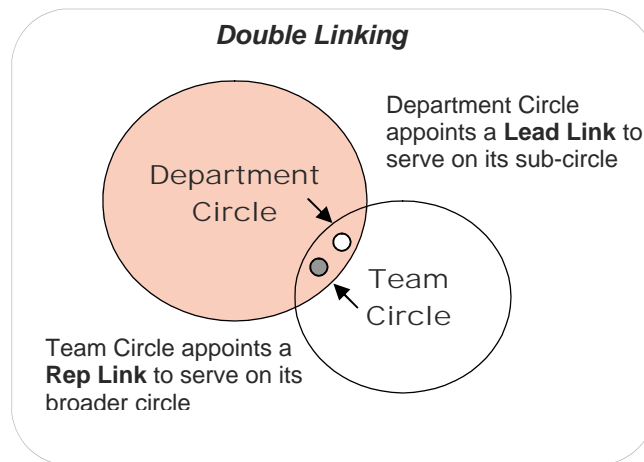 Double Linking
Department Circle
appoints a Lead Link to
serve on its sub-circle
Department
Circle
Team
Circle
Team Circle appoints a
Rep Link to serve on its
broader circle